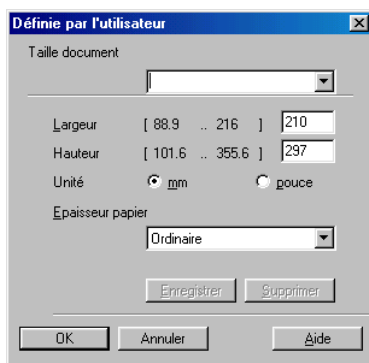 Définie par l'utilisateur
Taille document
Largeur [ 88.9 .. 216 ] 210
Hauteur [ 101.6 .. 355.6 ] 297
Unité mm pouce
Epaisseur papier
Ordinaire
Enregistrer Supprimer
OK Annuler Aide